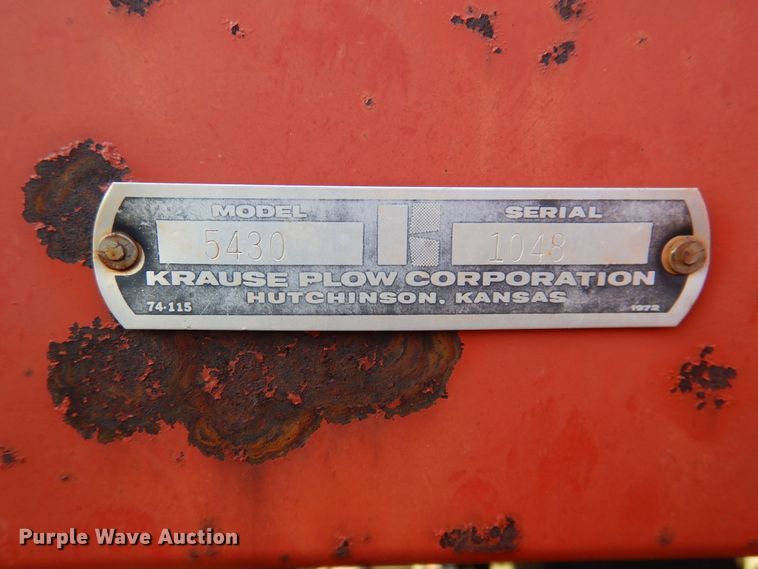 MODEL SERIAL
5430 1048
KRAUSE PLOW CORPORATION
HUTCHINSON, KANSAS
74-115 1972
Purple Wave Auction®